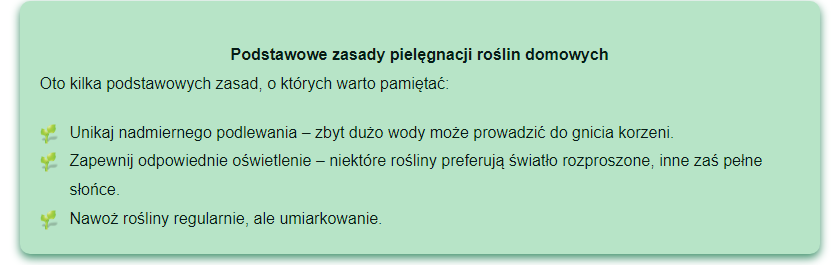 Podstawowe zasady pielęgnacji roślin domowych
Oto kilka podstawowych zasad, o których warto pamiętać:
Unikaj nadmiernego podlewania – zbyt dużo wody może prowadzić do gnicia korzeni.
Zapewnij odpowiednie oświetlenie – niektóre rośliny preferują światło rozproszone, inne zaś pełne
słońce.
Nawoź rośliny regularnie, ale umiarkowanie.